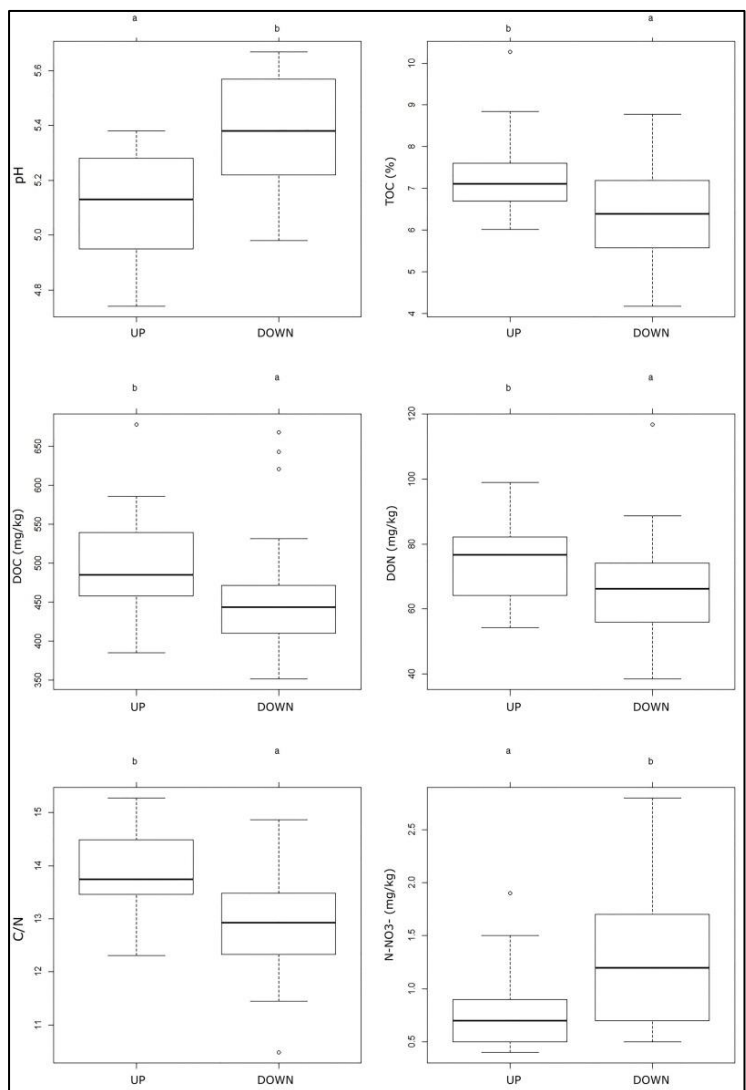 a b
pH
5.6
5.4
5.2
5.0
4.8
UP DOWN
b a
TOC (%)
10
9
8
7
6
5
4
UP DOWN
b a
DOC (mg/kg)
650
600
550
500
450
400
350
UP DOWN
b a
DON (mg/kg)
120
100
80
60
40
UP DOWN
b a
C/N
15
14
13
12
11
UP DOWN
a b
N-NO3- (mg/kg)
2.5
2.0
1.5
1.0
0.5
UP DOWN